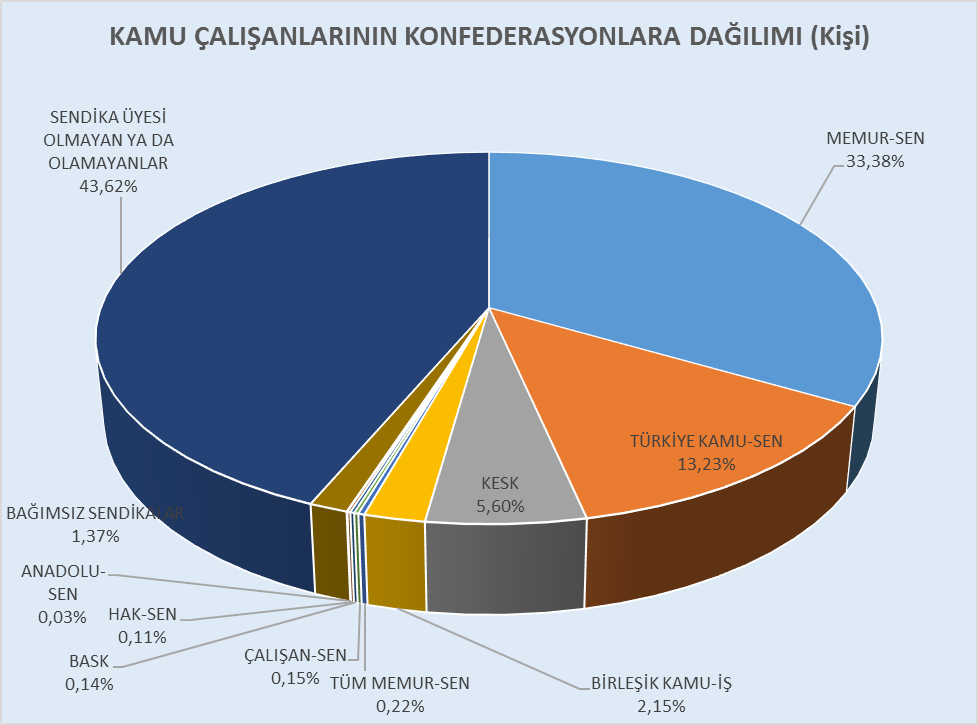 KAMU ÇALIŞANLARININ KONFEDERASYONLARA DAĞILIMI (Kişi)
SENDİKA ÜYESİ
OLMAYAN YA DA
OLAMAYANLAR
43,62%
MEMUR-SEN
33,38%
TÜRKİYE KAMU-SEN
13,23%
KESK
5,60%
BAĞIMSIZ SENDİKALAR
1,37%
ANADOLU-
SEN
0,03%
HAK-SEN
0,11%
BASK
0,14%
ÇALIŞAN-SEN
0,15%
TÜM MEMUR-SEN
0,22%
BİRLEŞİK KAMU-İŞ
2,15%